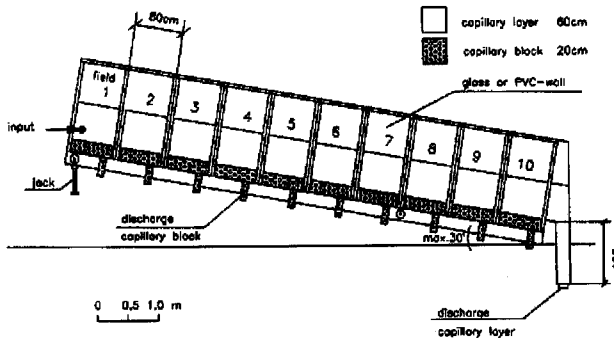 80cm
capillary layer 60cm
capillary block 20cm
glass or PVC-wall
field
1
2
3
4
5
6
7
8
9
10
input
jack
discharge
capillary block
max.30°
0 0,5 1,0 m
discharge
capillary layer